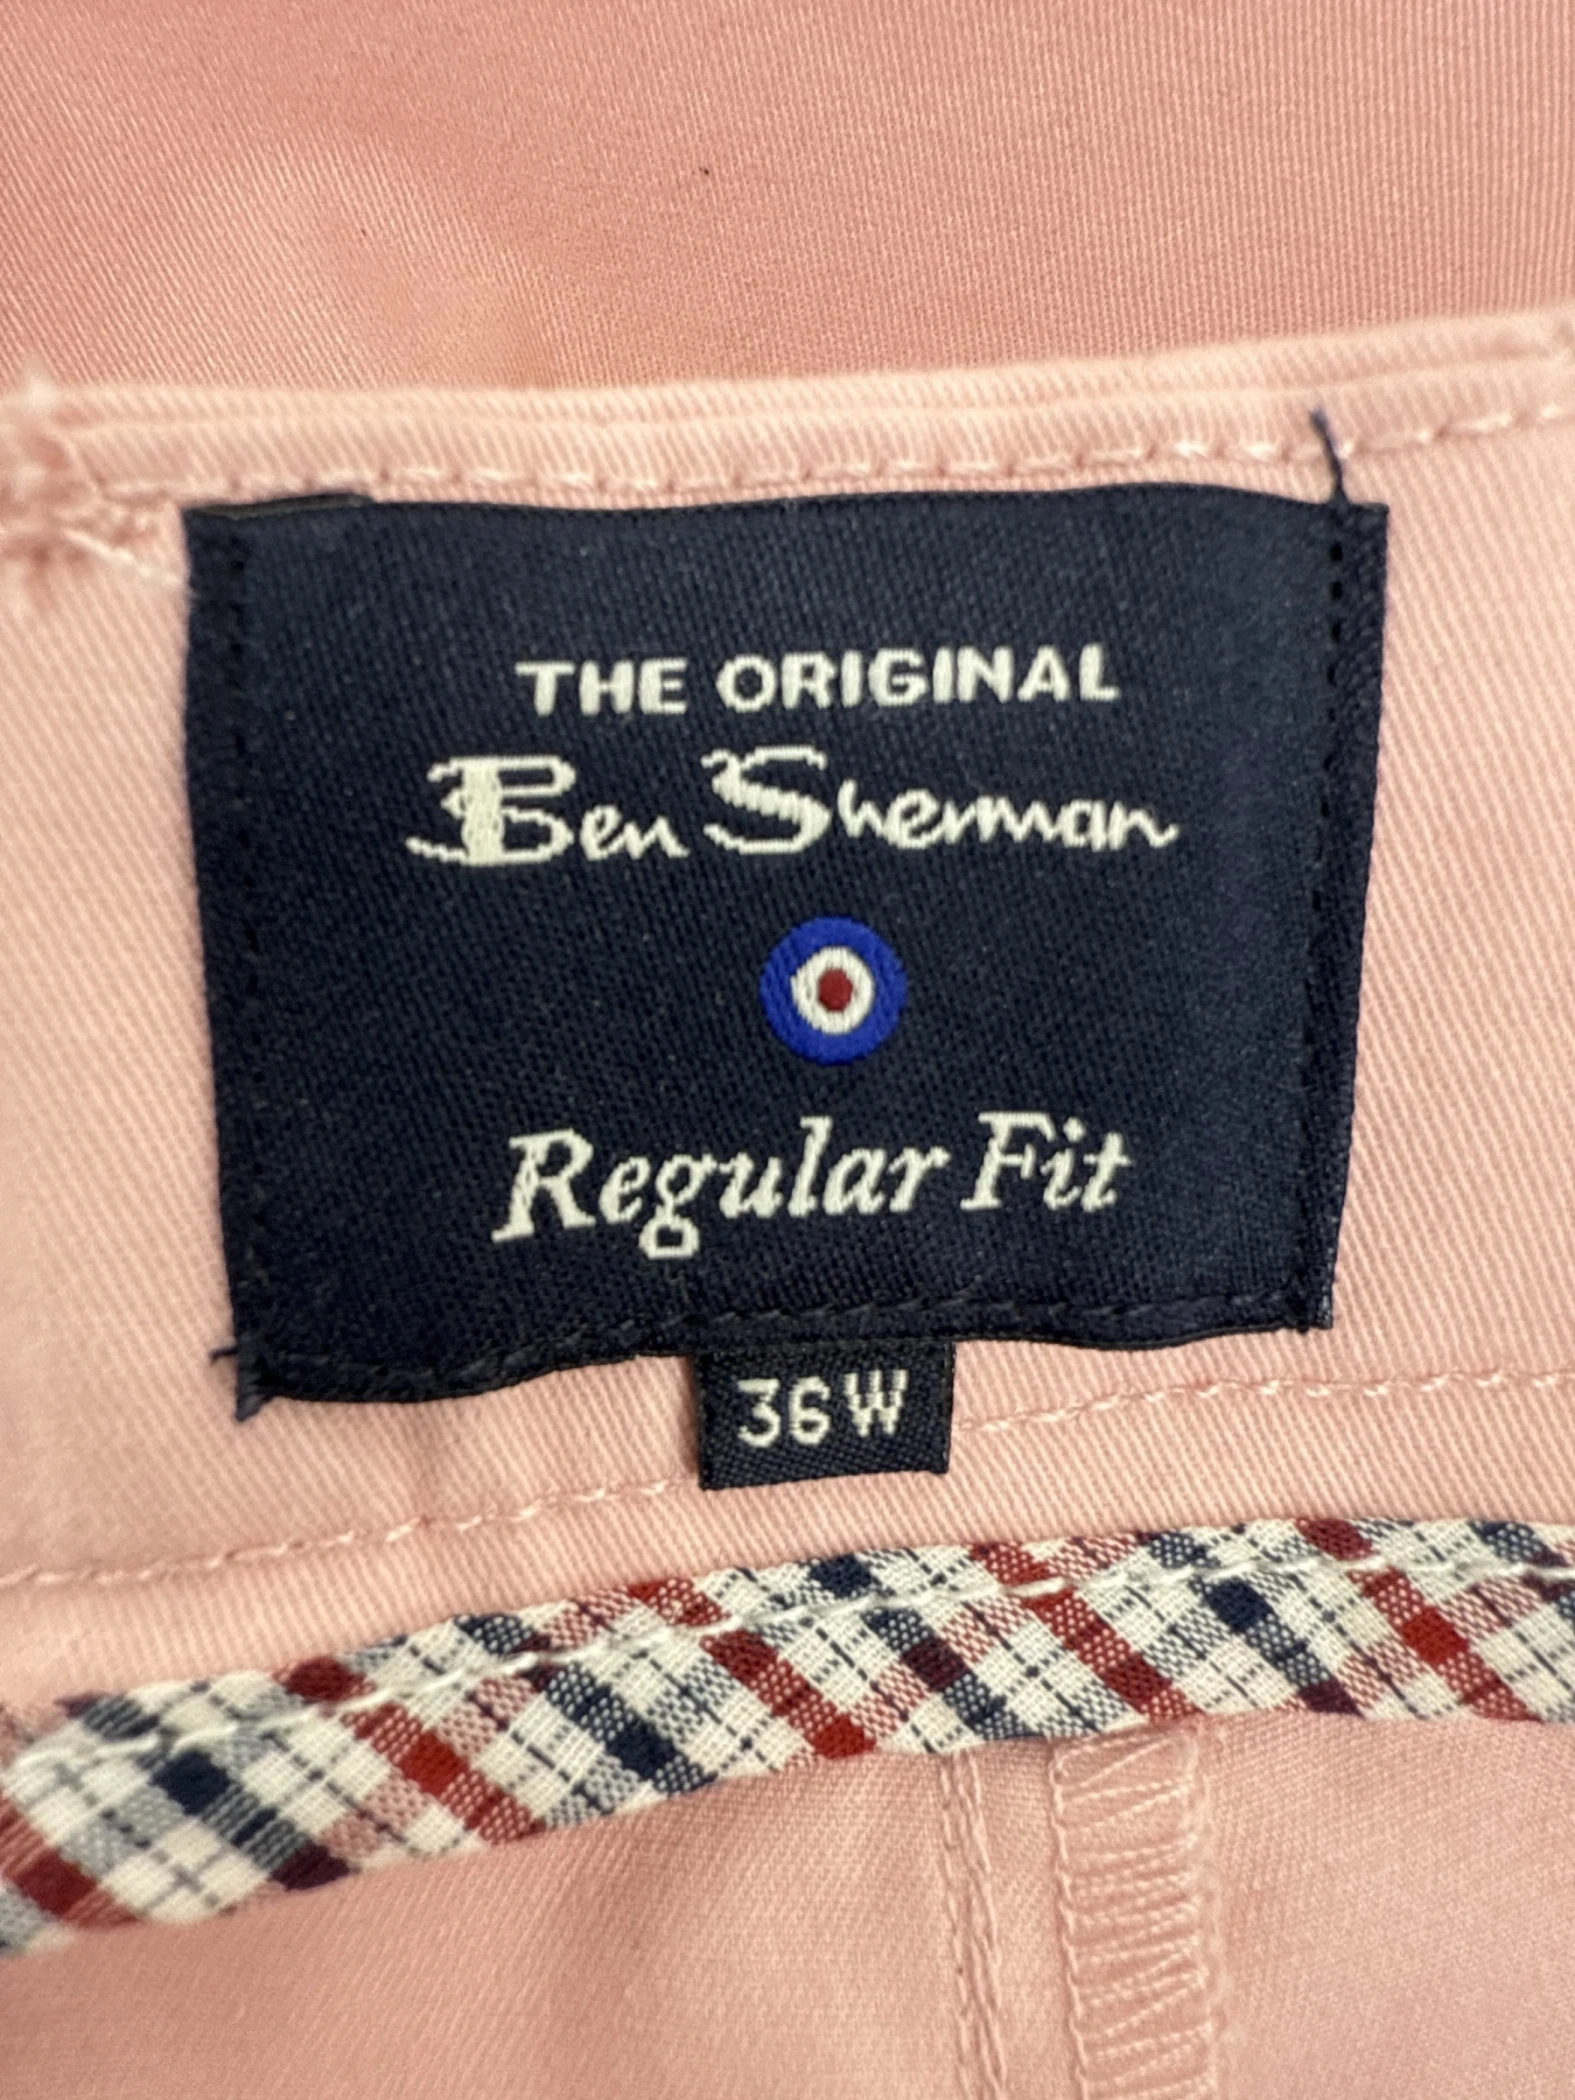 THE ORIGINAL
Ben Sherman
Regular Fit
36W